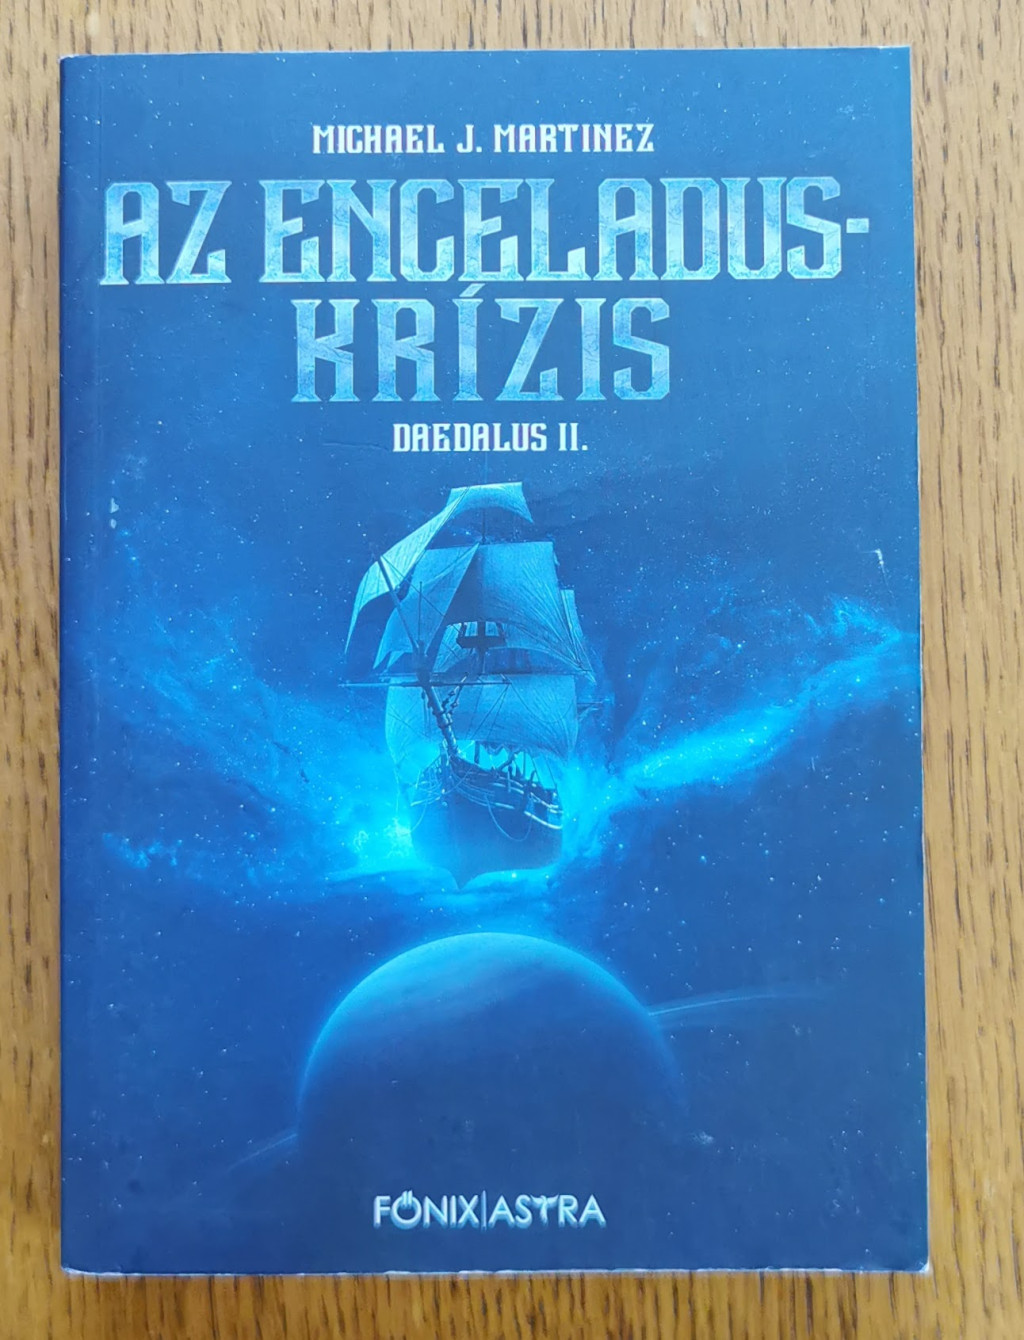 MICHAEL J. MARTINEZ
AZ ENCELADUS-
KRÍZIS
DAEDALUS II.
FŐNIX|ASTRA